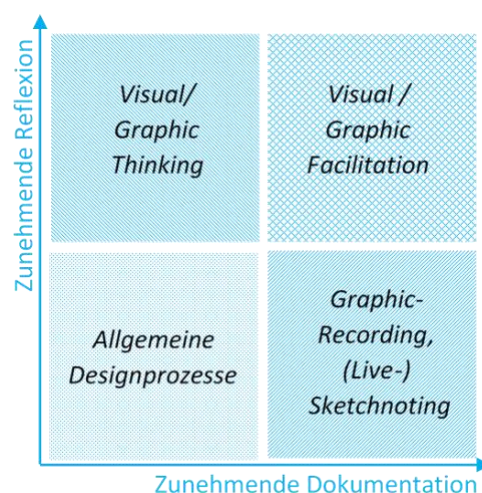 Zunehmende Reflexion
Visual/
Graphic
Thinking
Visual /
Graphic
Facilitation
Allgemeine
Designprozesse
Graphic-
Recording,
(Live-)
Sketchnoting
Zunehmende Dokumentation